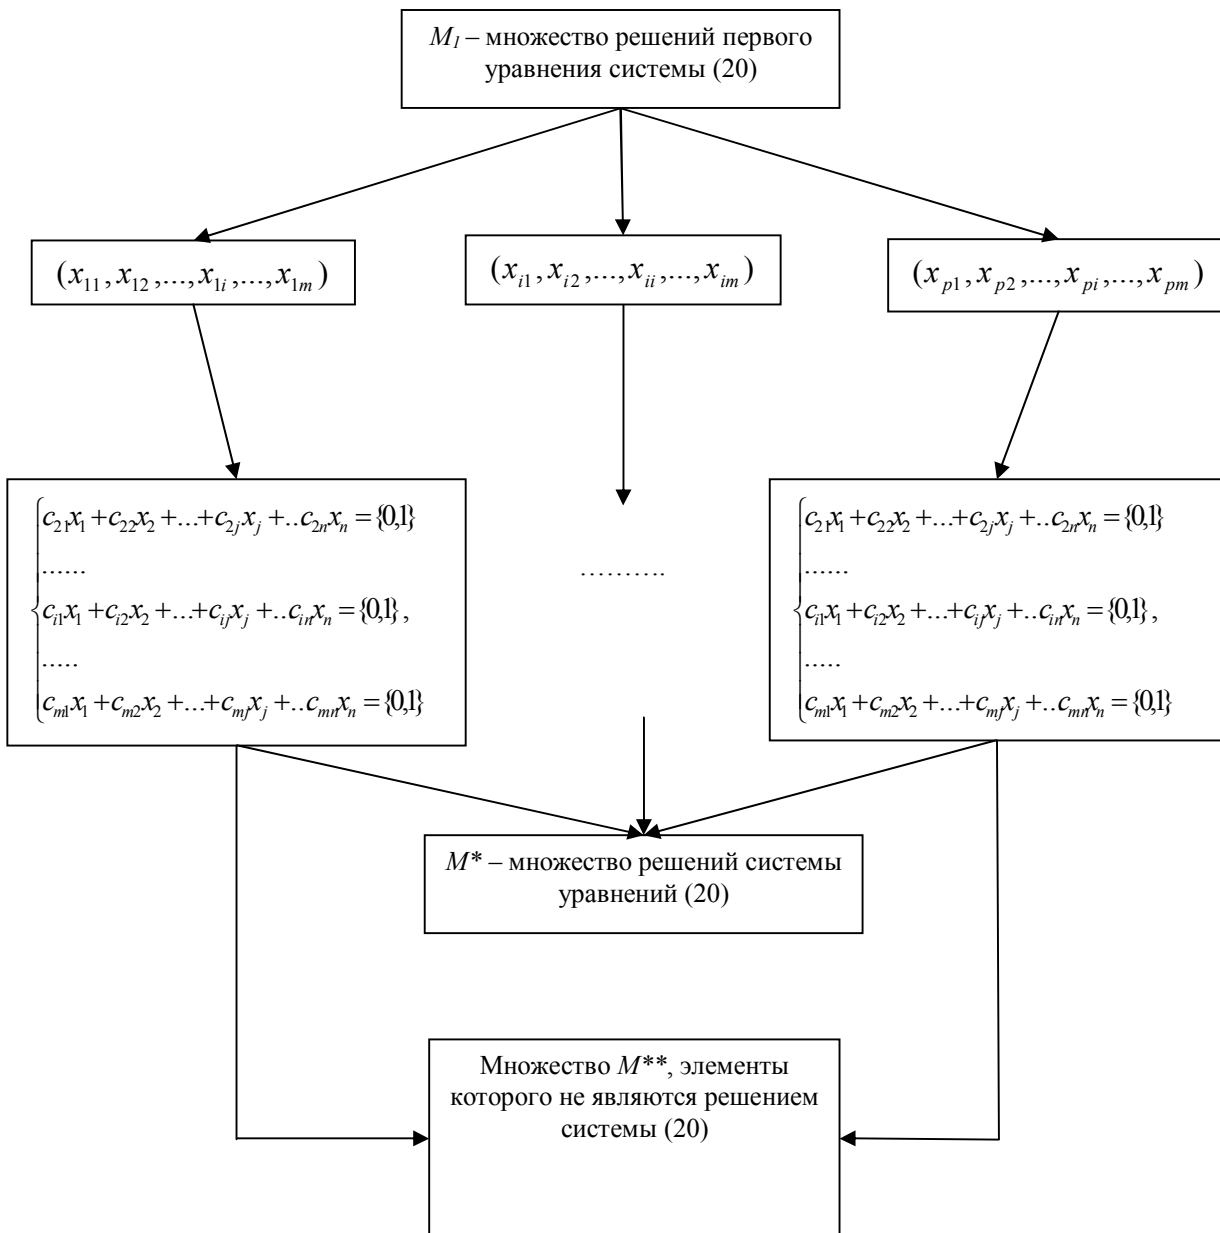 M₁ – множество решений первого
уравнения системы (20)
(x₁₁, x₁₂,..., x₁ᵢ,..., x₁ₘ)
(xᵢ₁, xᵢ₂,..., xᵢᵢ,..., xᵢₘ)
(xₚ₁, xₚ₂,..., xₚᵢ,..., xₚₘ)
c₂₁x₁ + c₂₂x₂ + ... + c₂ⱼxⱼ + ..c₂ₙxₙ = {0,1}
......
cᵢ₁x₁ + cᵢ₂x₂ + ... + cᵢⱼxⱼ + ..cᵢₙxₙ = {0,1},
.....
cₘ₁x₁ + cₘ₂x₂ + ... + cₘⱼxⱼ + ..cₘₙxₙ = {0,1}
..........
c₂₁x₁ + c₂₂x₂ + ... + c₂ⱼxⱼ + ..c₂ₙxₙ = {0,1}
......
cᵢ₁x₁ + cᵢ₂x₂ + ... + cᵢⱼxⱼ + ..cᵢₙxₙ = {0,1},
.....
cₘ₁x₁ + cₘ₂x₂ + ... + cₘⱼxⱼ + ..cₘₙxₙ = {0,1}
M* – множество решений системы
уравнений (20)
Множество M**, элементы
которого не являются решением
системы (20)